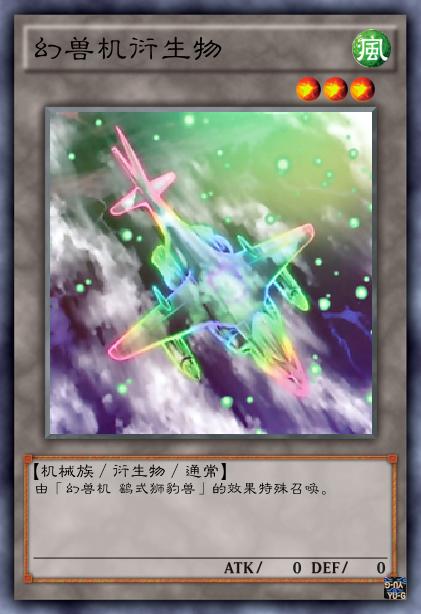 幻兽机衍生物
風
【机械族/衍生物/通常】
由「幻兽机 鹞式狮豹兽」的效果特殊召唤。
ATK/ 0 DEF/ 0
YU-G